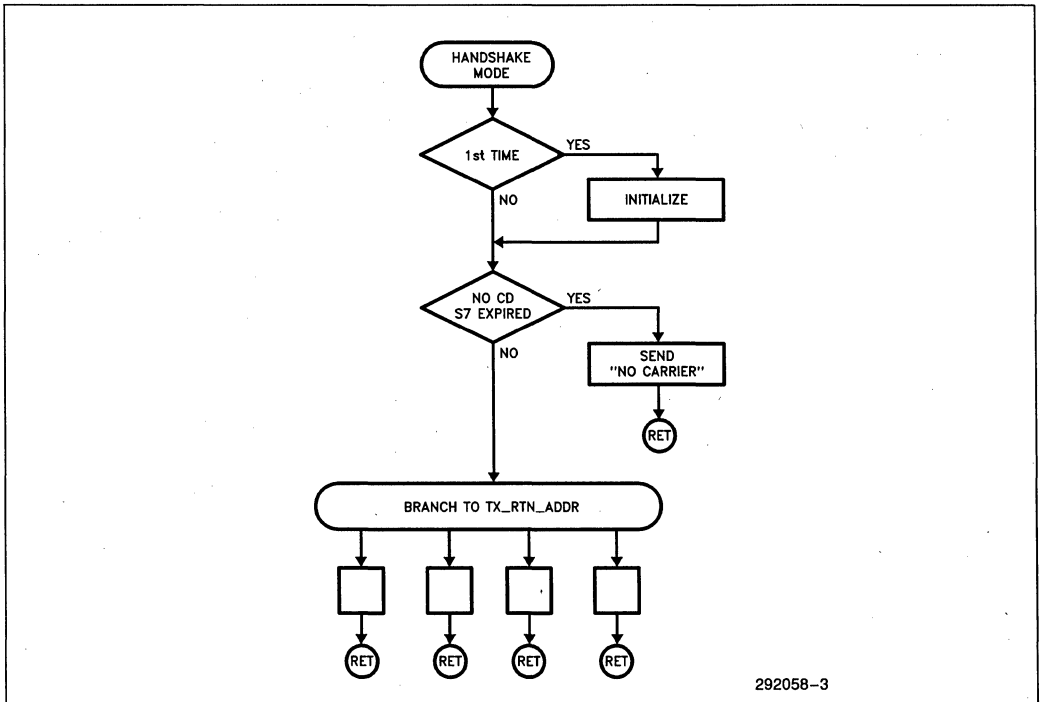 HANDSHAKE
MODE
1st TIME
YES
NO
INITIALIZE
NO CD
S7 EXPIRED
YES
NO
SEND
"NO CARRIER"
RET
BRANCH TO TX_RTN_ADDR
RET
RET
RET
RET
292058-3